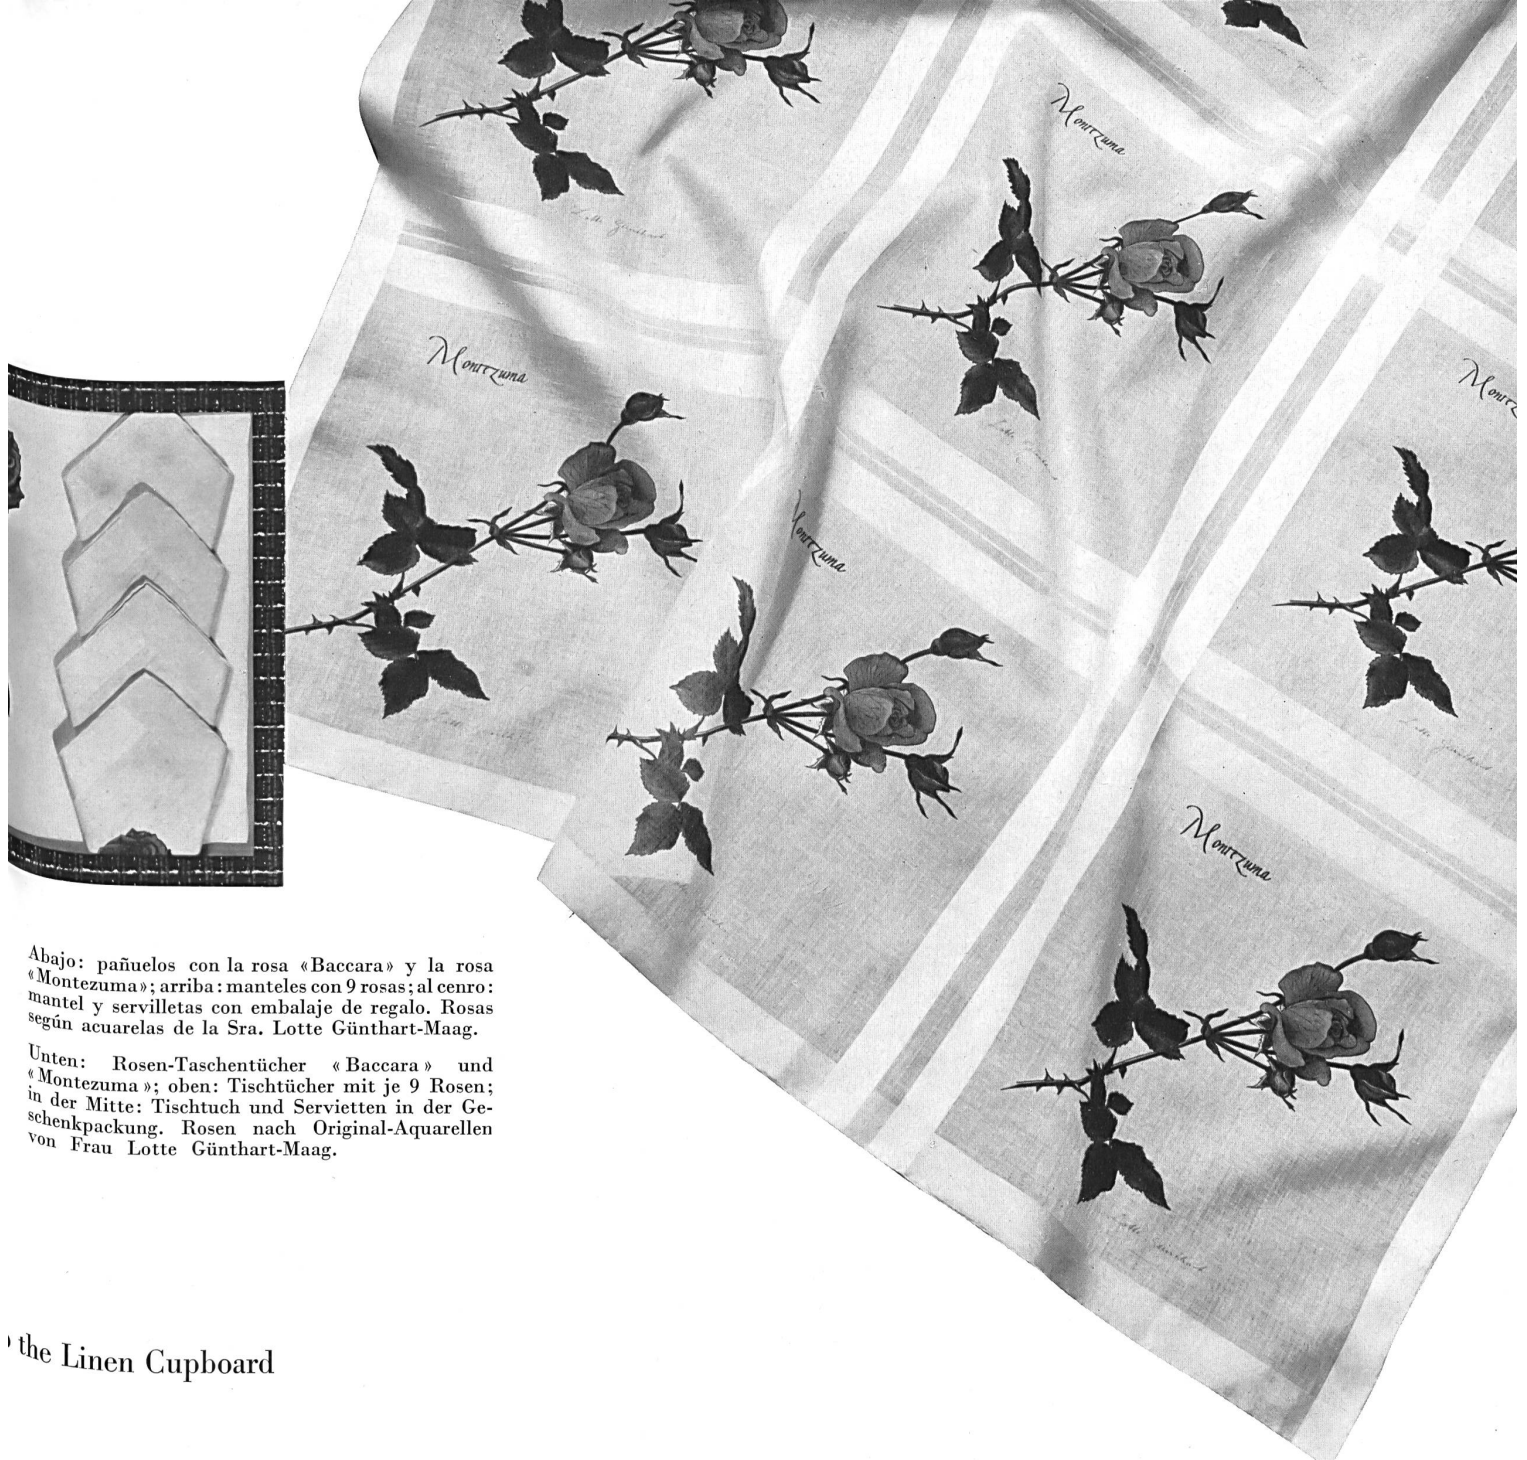 Montezuma
Montezuma
Montezuma
Montezuma
Abajo: pañuelos con la rosa «Baccara» y la rosa
«Montezuma»; arriba: manteles con 9 rosas; al cenro:
mantel y servilletas con embalaje de regalo. Rosas
según acuarelas de la Sra. Lotte Günthart-Maag.
Unten: Rosen-Taschentücher «Baccara» und
«Montezuma»; oben: Tischtücher mit je 9 Rosen;
in der Mitte: Tischtuch und Servietten in der Ge-
schenkpackung. Rosen nach Original-Aquarellen
von Frau Lotte Günthart-Maag.
the Linen Cupboard